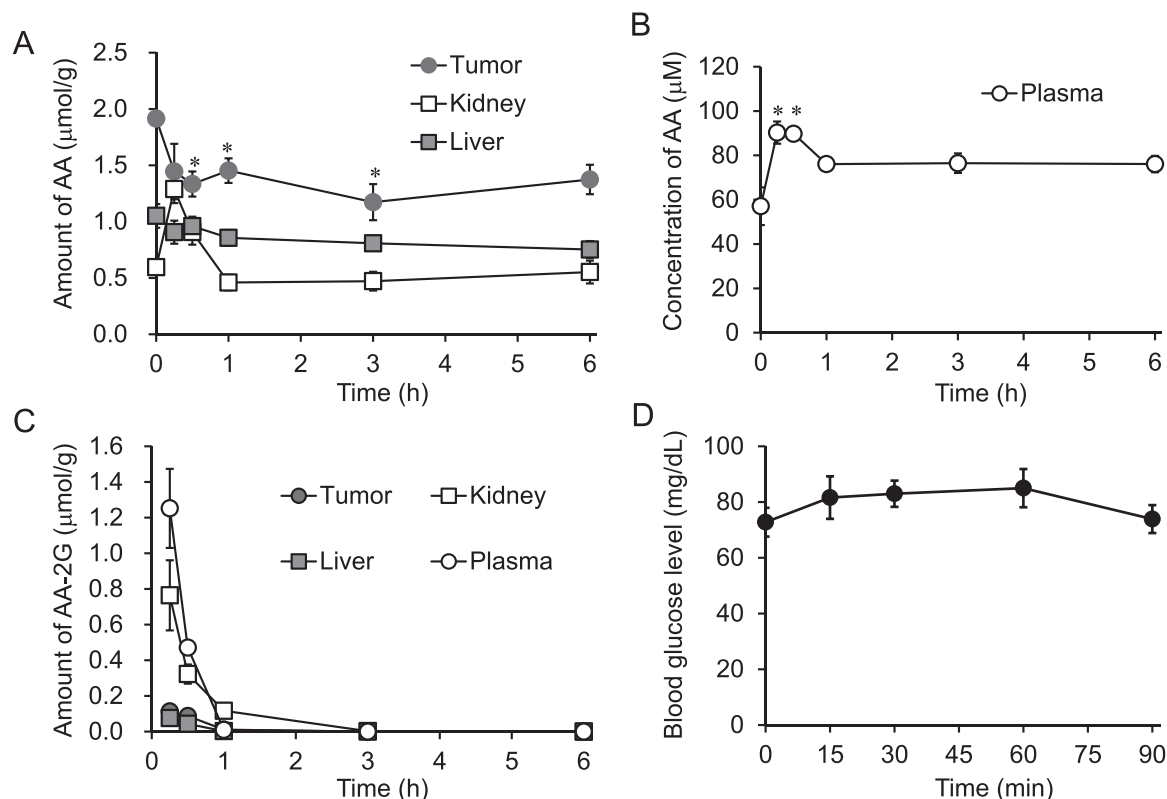 A
Amount of AA (μmol/g)
2.5
2.0
1.5
1.0
0.5
0.0
Tumor
Kidney
Liver
* * *
0 1 2 3 4 5 6
Time (h)
B
Concentration of AA (μM)
120
100
80
60
40
20
0
Plasma
* *
0 1 2 3 4 5 6
Time (h)
C
Amount of AA-2G (μmol/g)
1.6
1.4
1.2
1.0
0.8
0.6
0.4
0.2
0.0
Tumor Kidney
Liver Plasma
0 1 2 3 4 5 6
Time (h)
D
Blood glucose level (mg/dL)
100
80
60
40
20
0
0 15 30 45 60 75 90
Time (min)